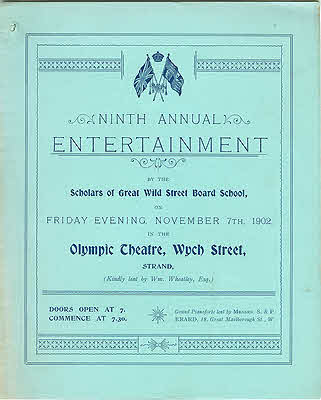 NINTH ANNUAL
ENTERTAINMENT
BY THE
Scholars of Great Wild Street Board School,
ON
FRIDAY EVENING, NOVEMBER 7TH, 1902,
IN THE
Olympic Theatre, Wych Street,
STRAND,
(Kindly lent by Wm. Wheatley, Esq.)
DOORS OPEN AT 7.
COMMENCE AT 7.30.
Grand Pianoforte lent by MESSRS. S. & P.
ERARD, 18, Great Marlborough St., W